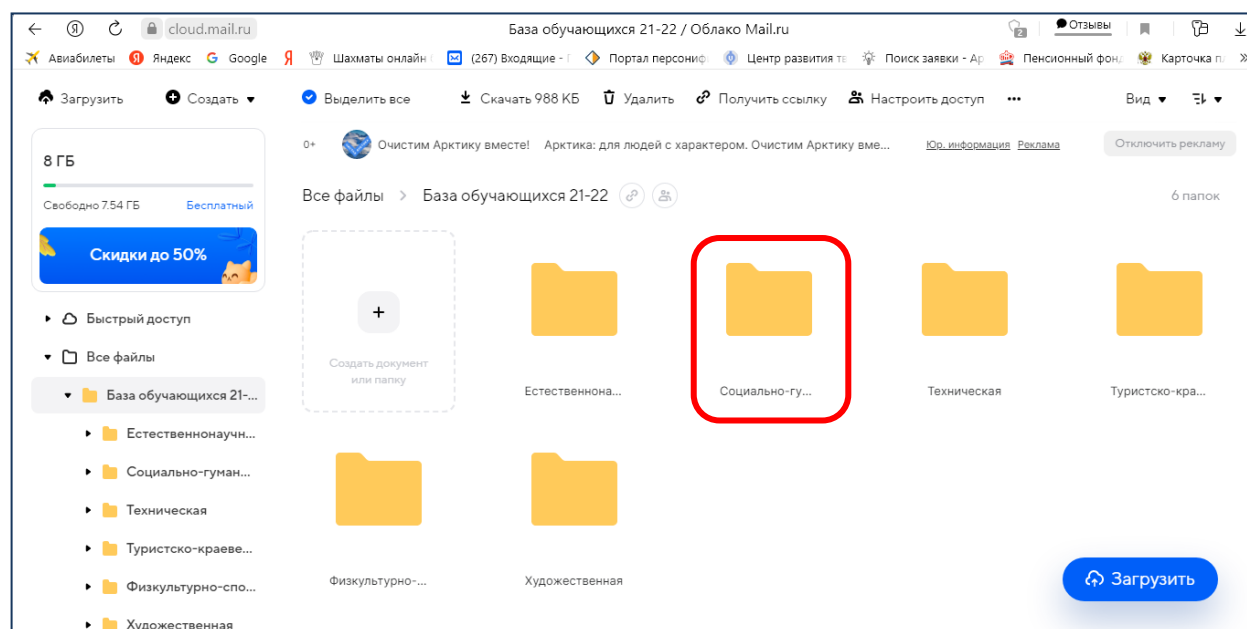 cloud.mail.ru
База обучающихся 21-22 / Облако Mail.ru
2
Отзывы
Авиабилеты
Я Яндекс
G Google
Я
Шахматы онлайн
(267) Входящие -
Портал персониф
Центр развития тв
Поиск заявки - Ар
Пенсионный фонд
Карточка п
Загрузить
Создать
Выделить все
Скачать 988 КБ
Удалить
Получить ссылку
Настроить доступ
Вид
8 ГБ
Свободно 7.54 ГБ
Бесплатный
Скидки до 50%
0+
Очистим Арктику вместе!
Арктика: для людей с характером. Очистим Арктику вме...
Юр. информация
Реклама
Отключить рекламу
Все файлы > База обучающихся 21-22
6 папок
Быстрый доступ
Все файлы
База обучающихся 21-...
Естественнонаучн...
Социально-гуман...
Техническая
Туристско-краеве...
Физкультурно-спо...
Художественная
Создать документ
или папку
Естественнона...
Социально-гу...
Техническая
Туристско-кра...
Физкультурно-...
Художественная
Загрузить